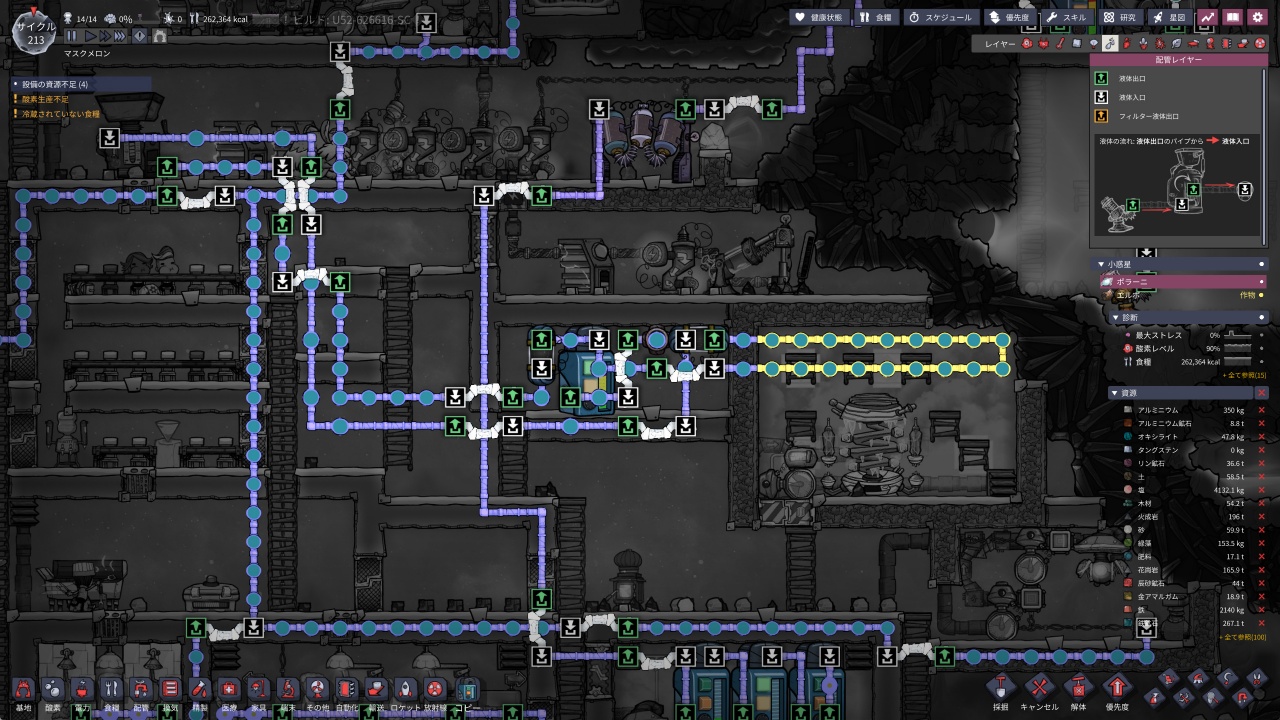 サイクル
213
14/14
0%
0
262,364 kcal
ビルド: U52-626616-SC
マスクメロン
設備の資源不足 (4)
酸素生産不足
冷蔵されていない食糧
健康状態
食糧
スケジュール
優先度
スキル
研究
星図
レイヤー
配管レイヤー
液体出口
液体入口
フィルター液体出口
液体の流れ: 液体出口のパイプから
液体入口
小惑星
ポラーニ
エルボ
作物
診断
最大ストレス 0%
酸素レベル 90%
食糧 262,364 kcal
+ 全て参照(15)
資源
アルミニウム 350 kg
アルミニウム鉱石 8.8 t
オキシライト 47.8 kg
タングステン 0 kg
リン鉱石 36.6 t
土 58.5 t
塩 4132.1 kg
木材 54.2 t
火成岩 196 t
砂 59.9 t
緑藻 153.5 kg
肥料 17.1 t
花崗岩 165.9 t
辰砂鉱石 44 t
金アマルガム 18.9 t
鉄 2140 kg
267.1 t
+ 全て参照(100)
基地
酸素
電力
食糧
配管
換気
精製
医療
家具
端末
その他
自動化
輸送
ロケット
放射線
コピー
採掘
キャンセル
解体
優先度